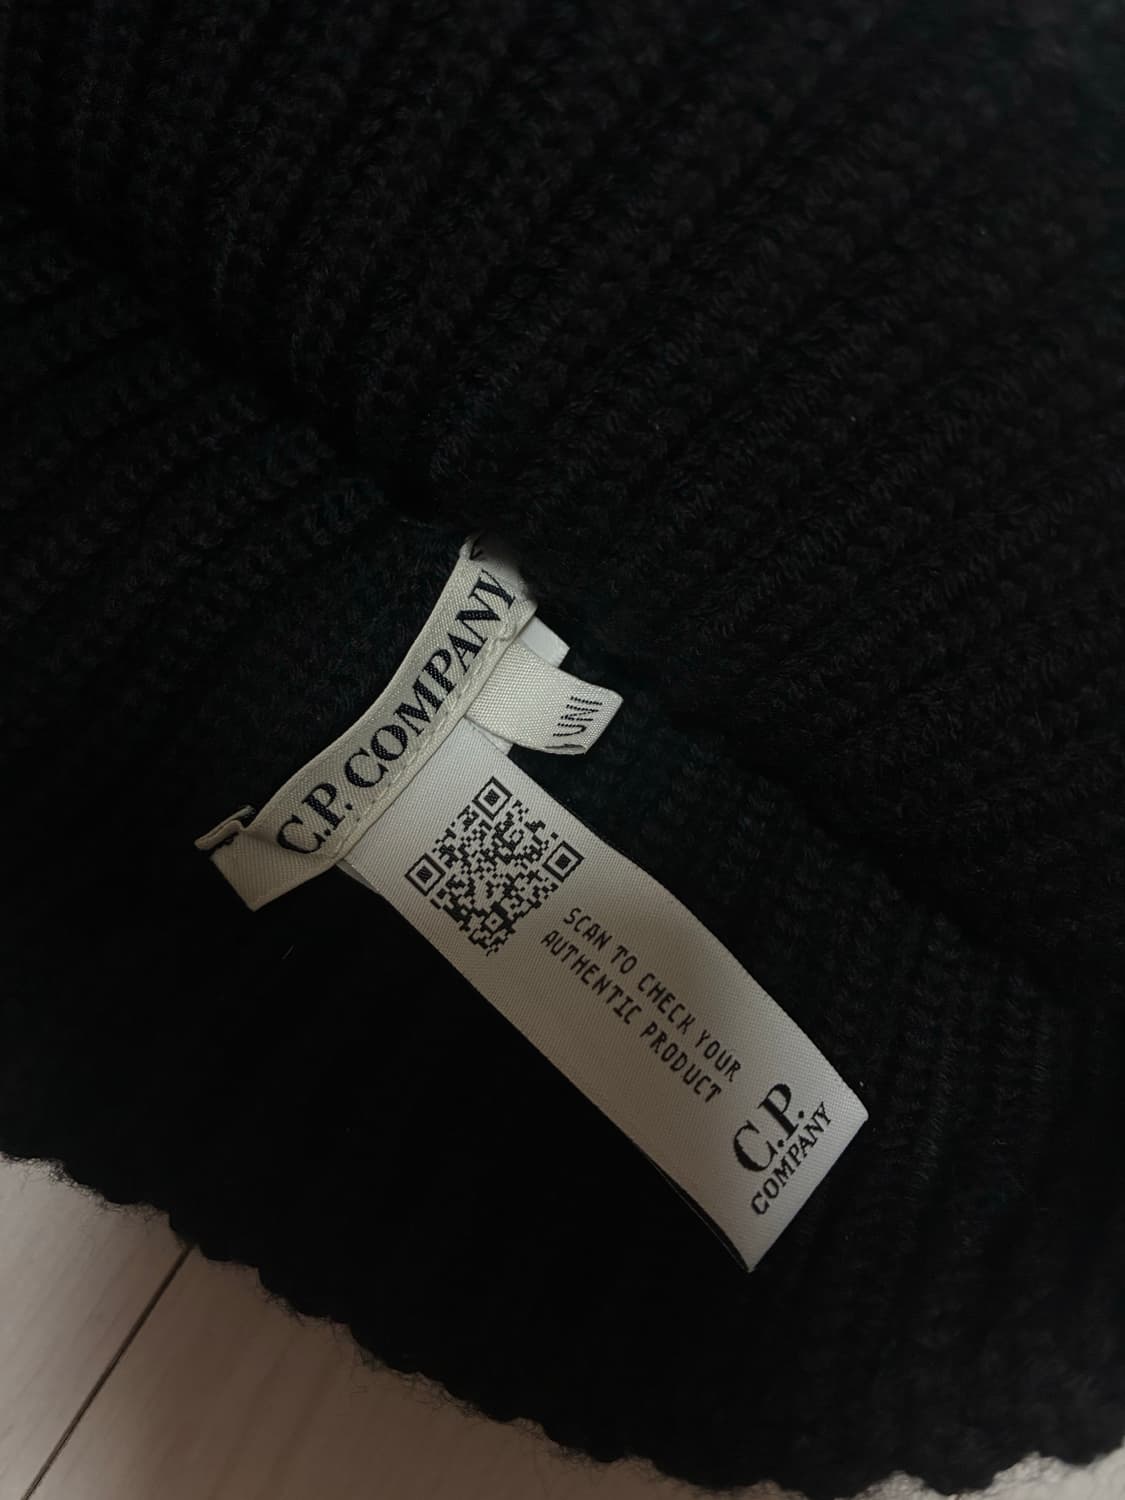 C.P. COMPANY
UNI
SCAN TO CHECK YOUR
AUTHENTIC PRODUCT
C.P.
COMPANY